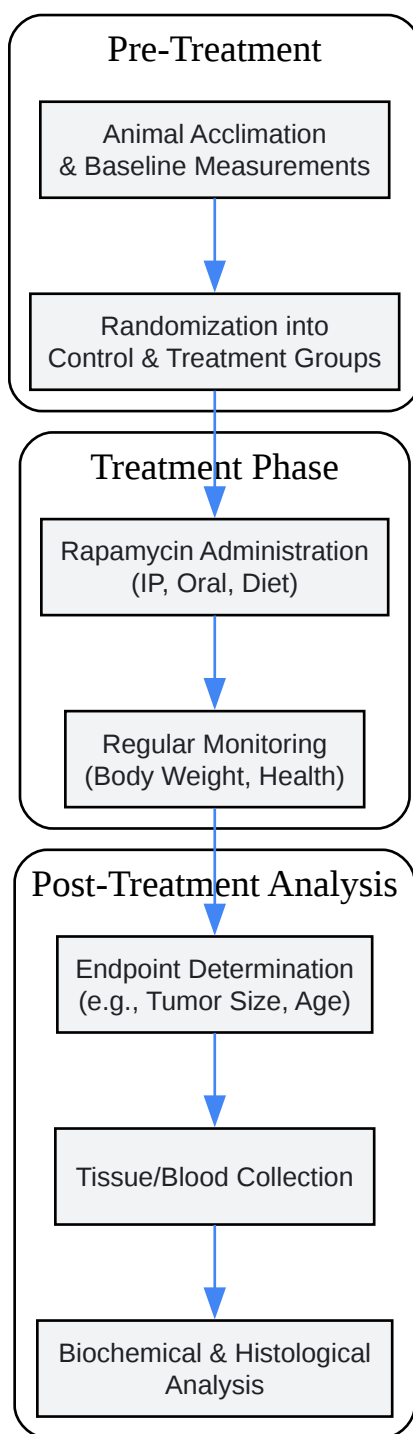 Pre-Treatment
Animal Acclimation
& Baseline Measurements
Randomization into
Control & Treatment Groups
Treatment Phase
Rapamycin Administration
(IP, Oral, Diet)
Regular Monitoring
(Body Weight, Health)
Post-Treatment Analysis
Endpoint Determination
(e.g., Tumor Size, Age)
Tissue/Blood Collection
Biochemical & Histological
Analysis